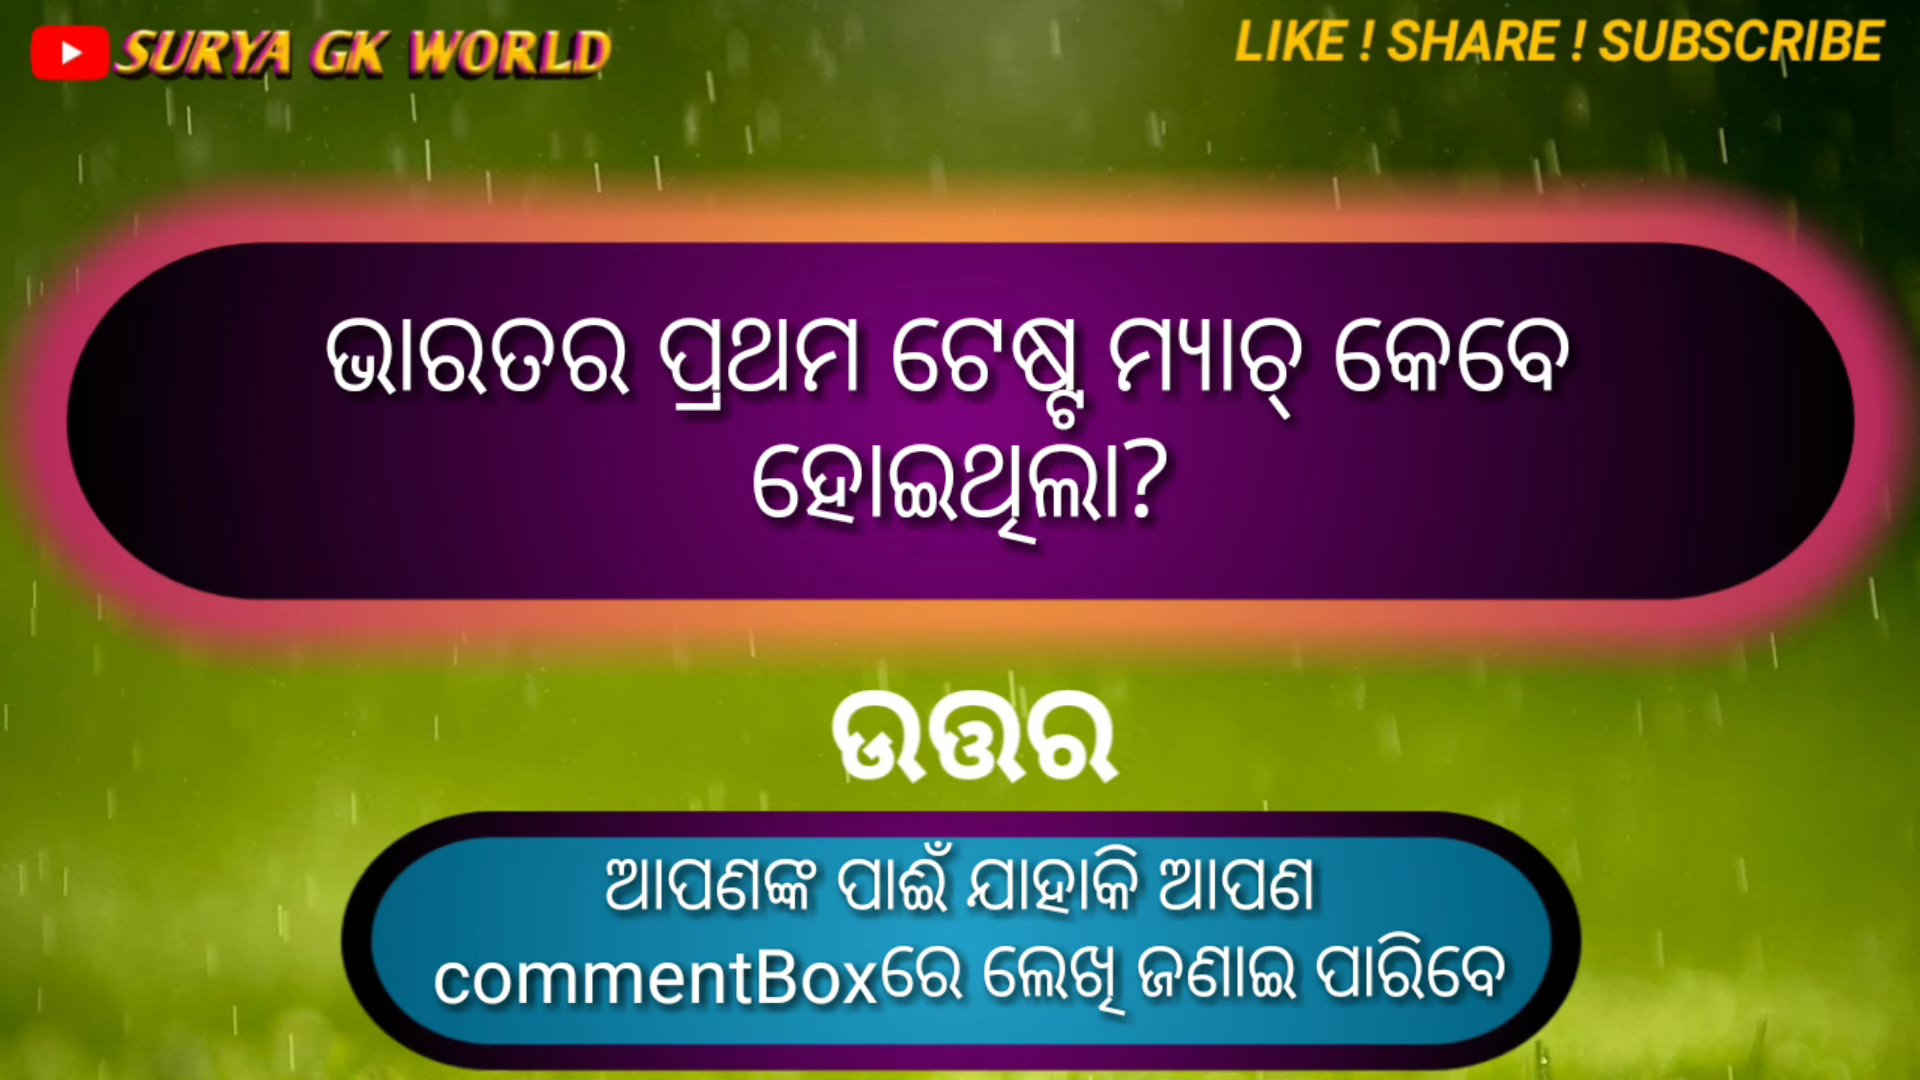 SURYA GK WORLD
LIKE ! SHARE ! SUBSCRIBE
ଭାରତର ପ୍ରଥମ ଟେଷ୍ଟ ମ୍ୟାଚ୍ କେବେ
ହୋଇଥିଲା?
ଉତ୍ତର
ଆପଣଙ୍କ ପାଇଁ ଯାହାକି ଆପଣ
commentBoxରେ ଲେଖି ଜଣାଇ ପାରିବେ